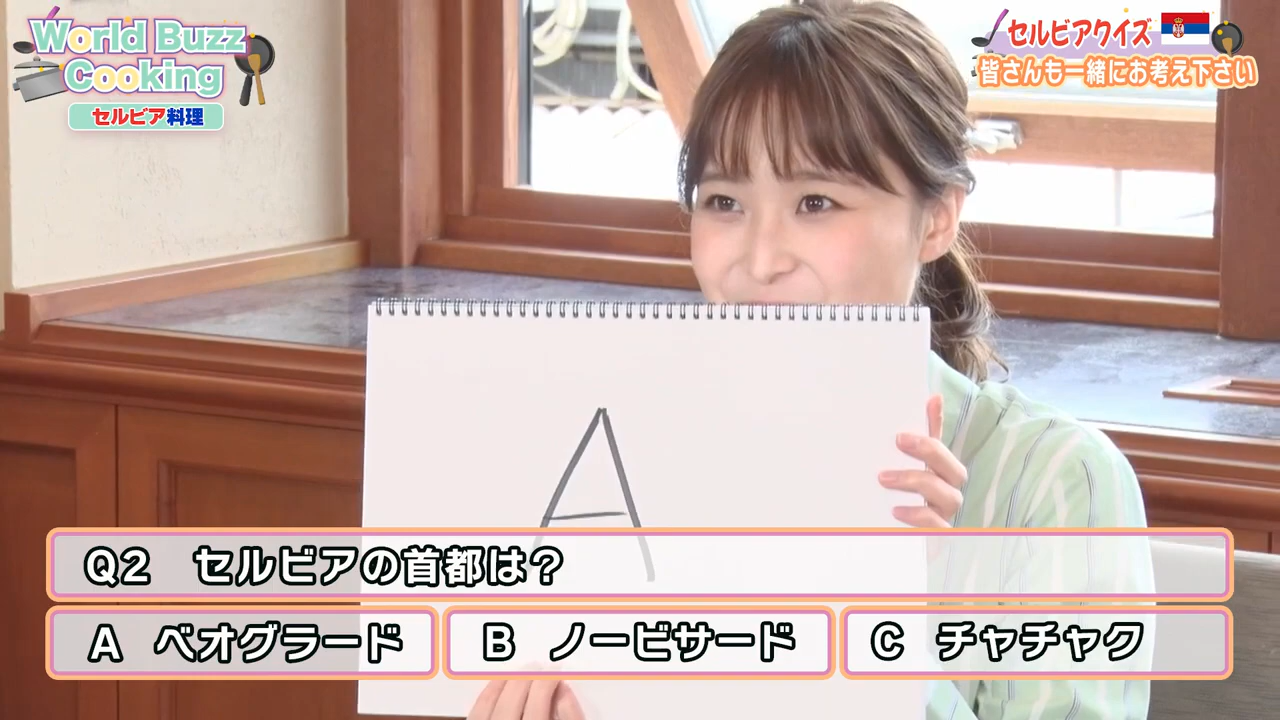 World Buzz
Cooking
セルビア料理
セルビアクイズ
皆さんも一緒にお考え下さい
A
Q2 セルビアの首都は?
A ベオグラード
B ノービサード
C チャチャク